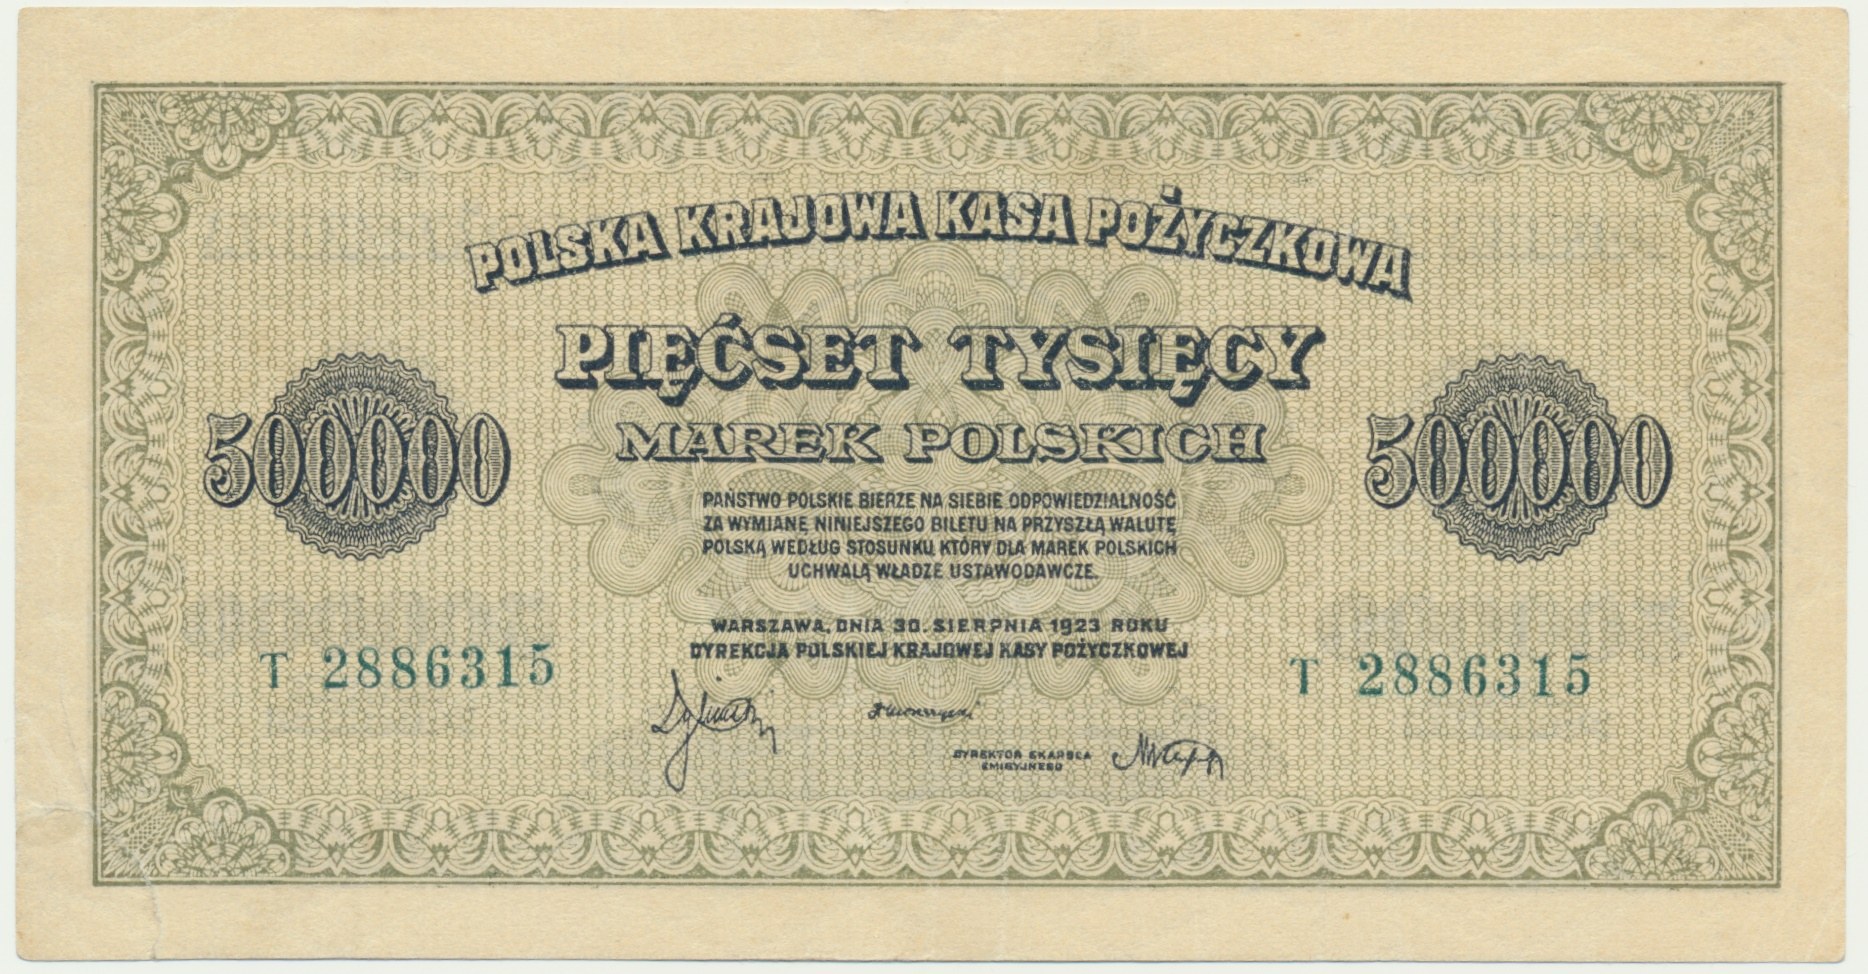 POLSKA KRAJOWA KASA POŻYCZKOWA
PIĘĆSET TYSIĘCY
MAREK POLSKICH
500000
500000
PAŃSTWO POLSKIE BIERZE NA SIEBIE ODPOWIEDZIALNOŚĆ
ZA WYMIANĘ NINIEJSZEGO BILETU NA PRZYSZŁĄ WALUTĘ
POLSKĄ WEDŁUG STOSUNKU, KTÓRY DLA MAREK POLSKICH
UCHWALĄ WŁADZE USTAWODAWCZE.
WARSZAWA, DNIA 30. SIERPNIA 1923 ROKU
DYREKCJA POLSKIEJ KRAJOWEJ KASY POŻYCZKOWEJ
T 2886315
T 2886315
DYREKTOR SKARBCA
EMISYJNEGO